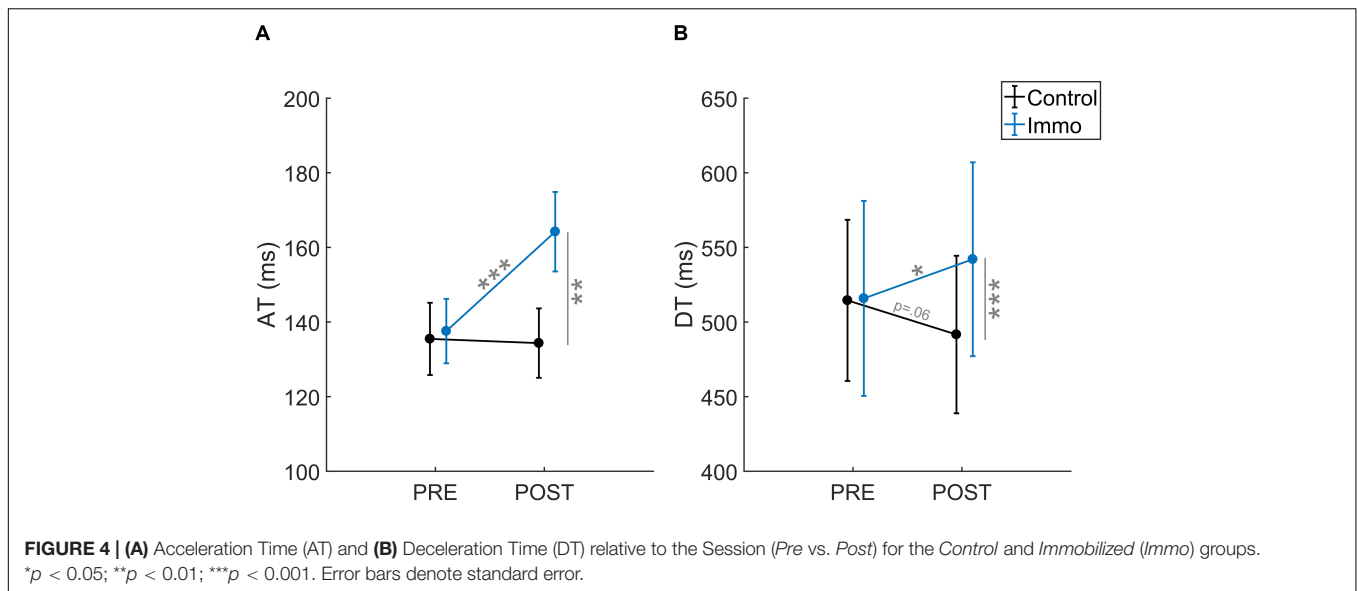 A
B
Control
Immo
200
180
160
140
120
100
AT (ms)
***
**
PRE
POST
650
600
550
500
450
400
DT (ms)
*
p=.06
***
PRE
POST
FIGURE 4 | (A) Acceleration Time (AT) and (B) Deceleration Time (DT) relative to the Session (Pre vs. Post) for the Control and Immobilized (Immo) groups.
*p < 0.05; **p < 0.01; ***p < 0.001. Error bars denote standard error.